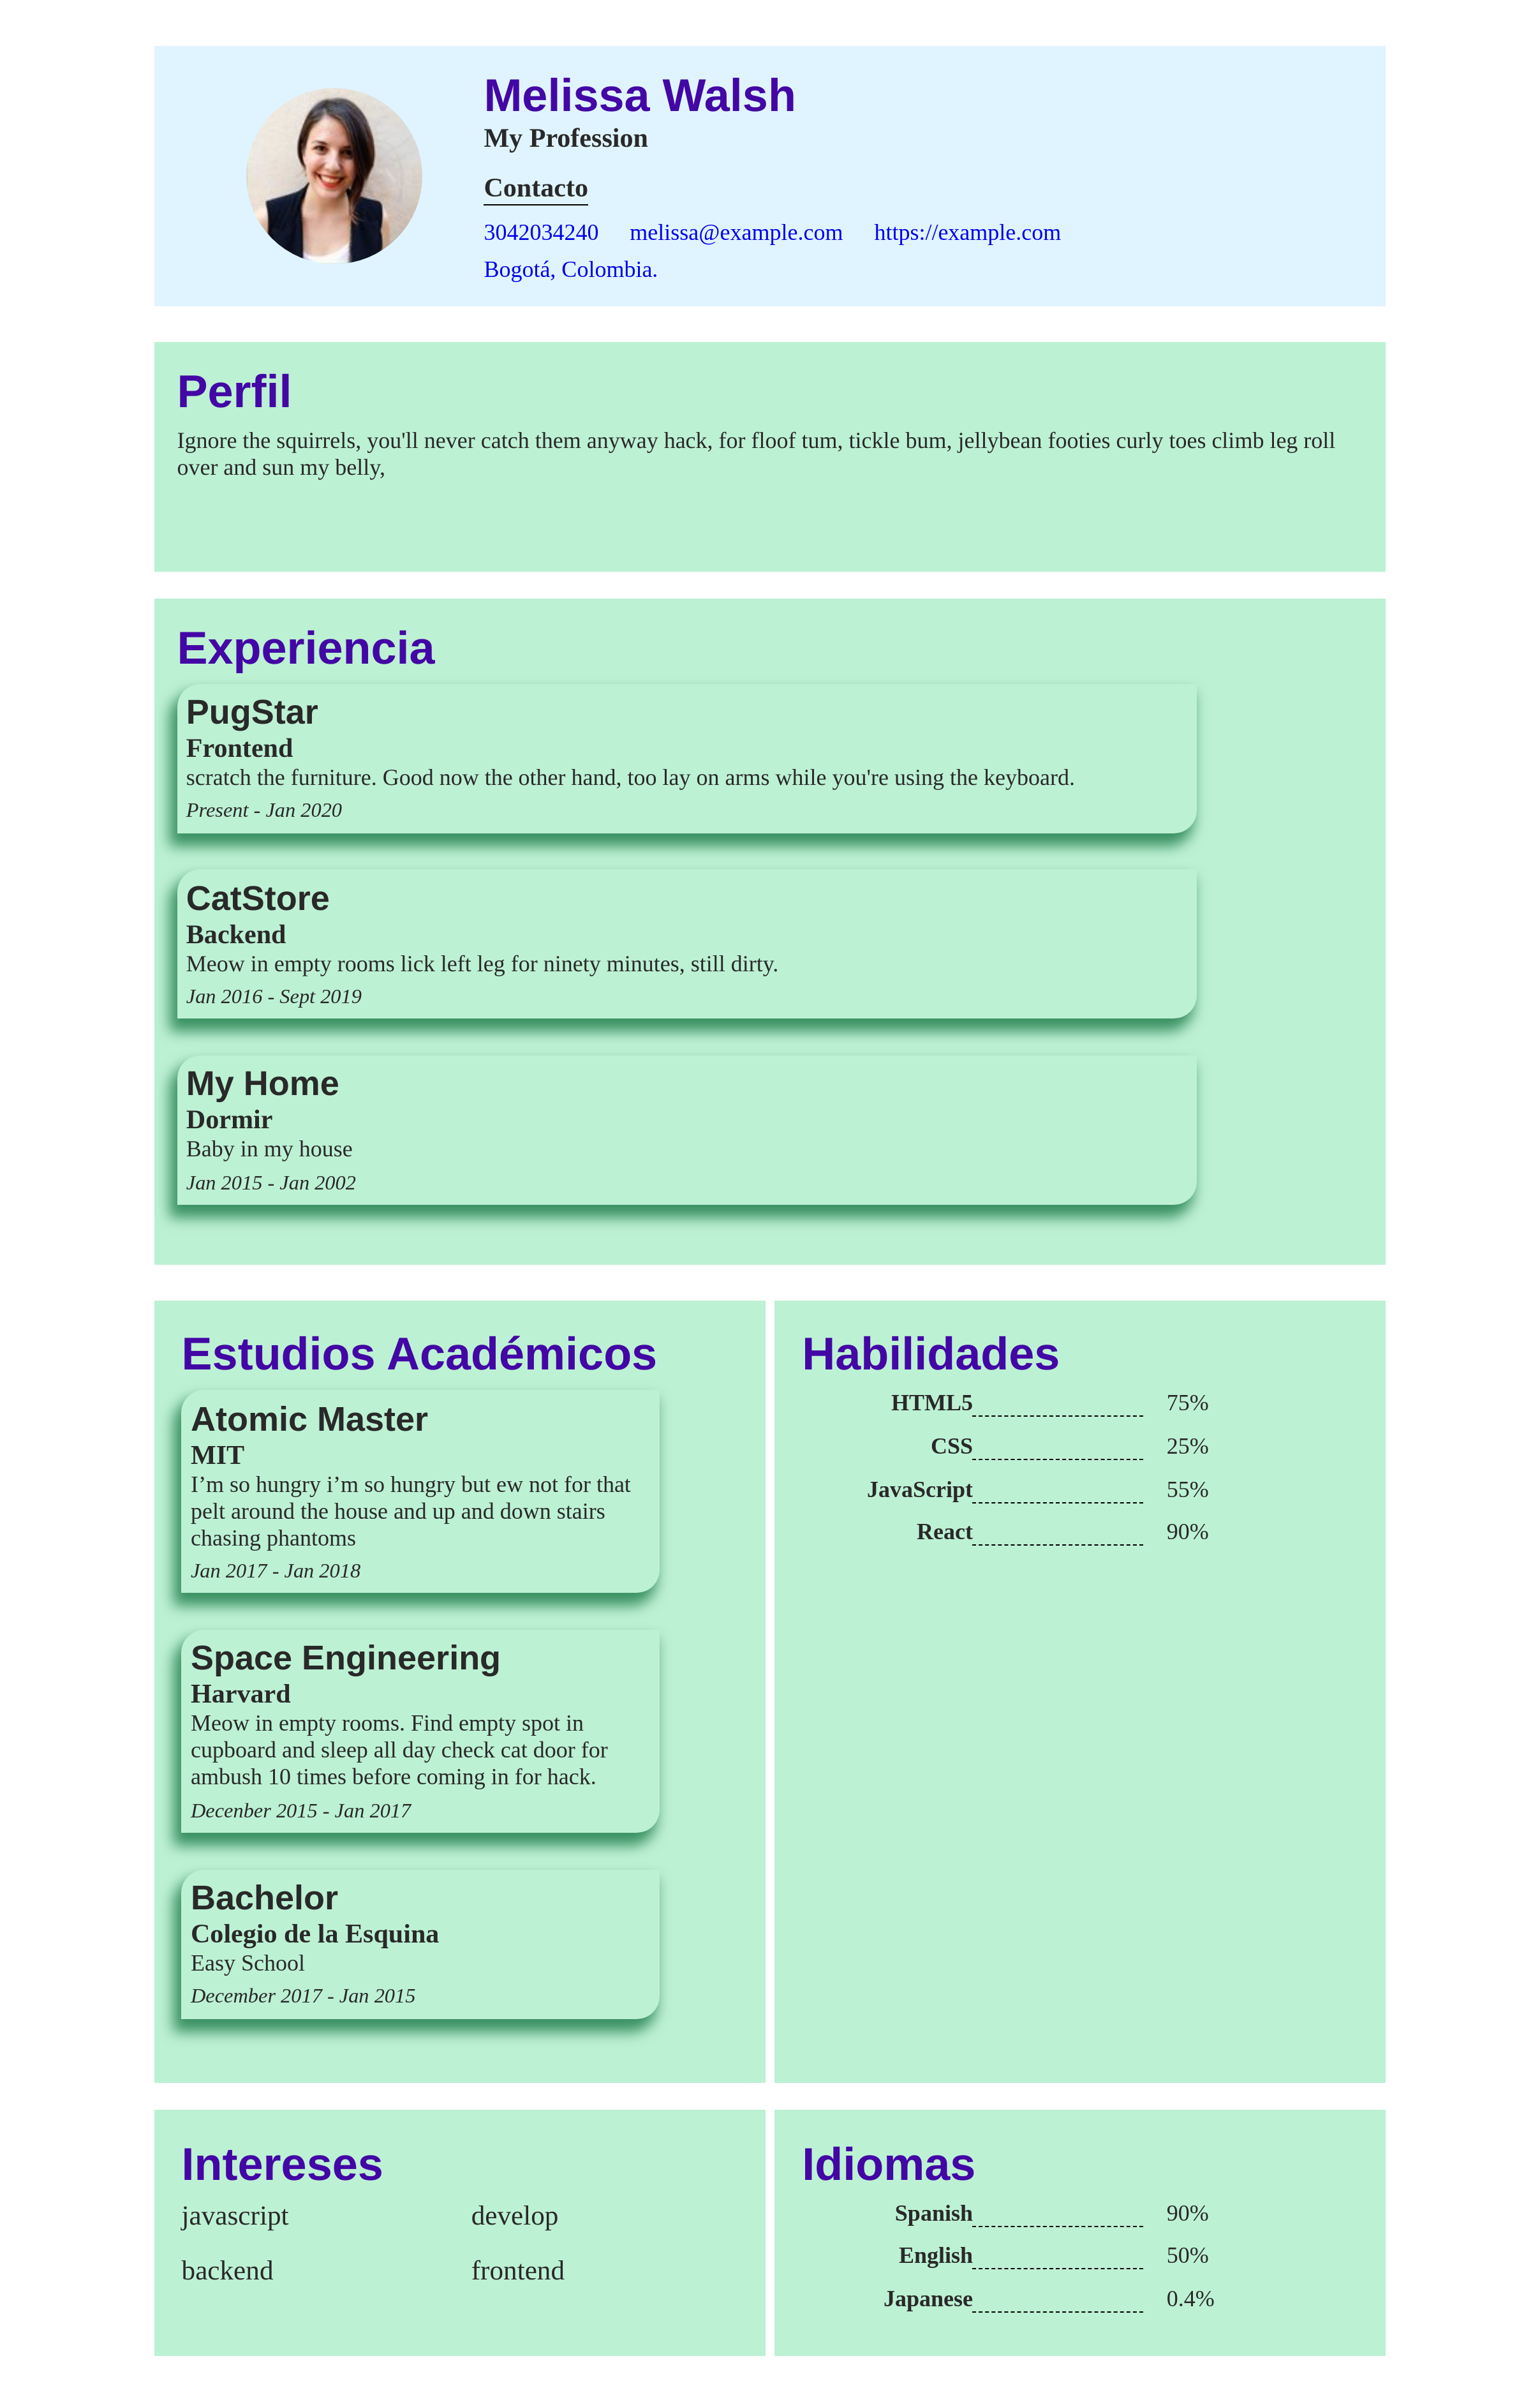 Melissa Walsh
My Profession
Contacto
3042034240 melissa@example.com https://example.com
Bogotá, Colombia.
Perfil
Ignore the squirrels, you'll never catch them anyway hack, for floof tum, tickle bum, jellybean footies curly toes climb leg roll
over and sun my belly,
Experiencia
PugStar
Frontend
scratch the furniture. Good now the other hand, too lay on arms while you're using the keyboard.
Present - Jan 2020
CatStore
Backend
Meow in empty rooms lick left leg for ninety minutes, still dirty.
Jan 2016 - Sept 2019
My Home
Dormir
Baby in my house
Jan 2015 - Jan 2002
Estudios Académicos
Atomic Master
MIT
I’m so hungry i’m so hungry but ew not for that
pelt around the house and up and down stairs
chasing phantoms
Jan 2017 - Jan 2018
Space Engineering
Harvard
Meow in empty rooms. Find empty spot in
cupboard and sleep all day check cat door for
ambush 10 times before coming in for hack.
Decenber 2015 - Jan 2017
Bachelor
Colegio de la Esquina
Easy School
December 2017 - Jan 2015
Habilidades
HTML5 75%
CSS 25%
JavaScript 55%
React 90%
Intereses
javascript develop
backend frontend
Idiomas
Spanish 90%
English 50%
Japanese 0.4%